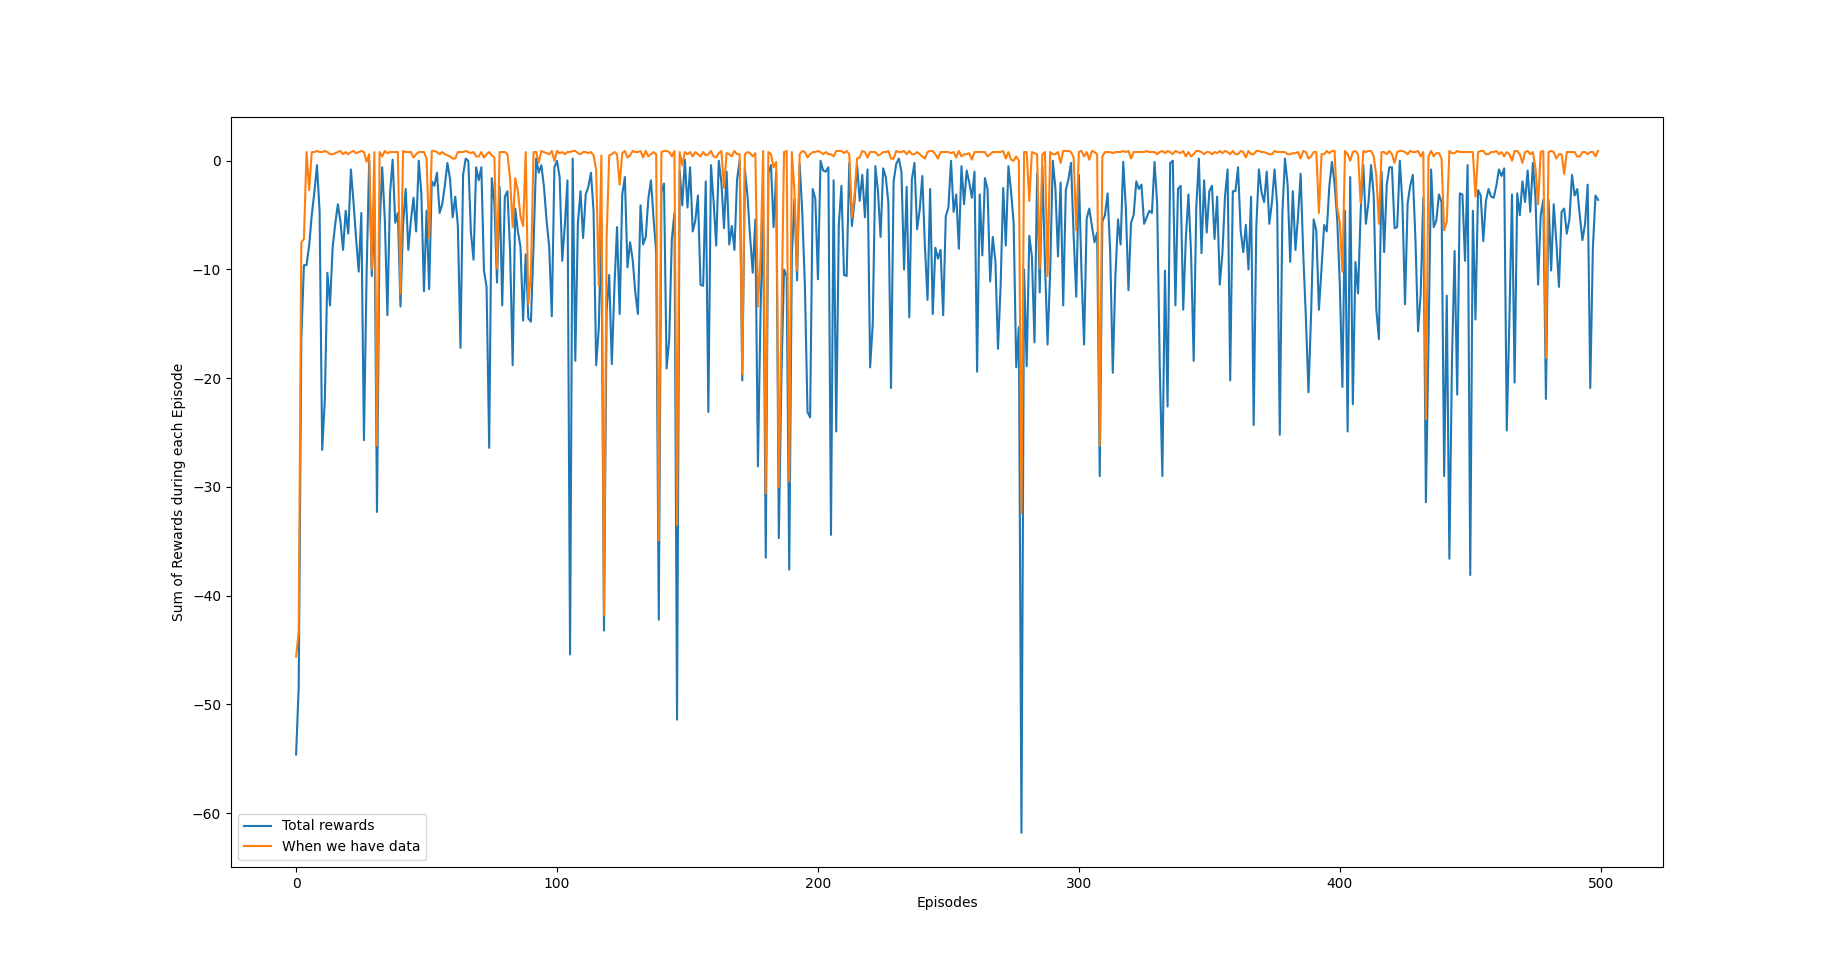 Sum of Rewards during each Episode
0
−10
−20
−30
−40
−50
−60
Total rewards
When we have data
0 100 200 300 400 500
Episodes